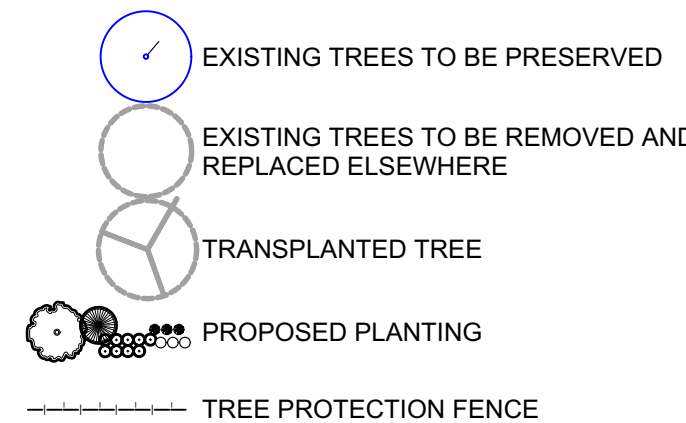 EXISTING TREES TO BE PRESERVED
EXISTING TREES TO BE REMOVED AND
REPLACED ELSEWHERE
TRANSPLANTED TREE
PROPOSED PLANTING
TREE PROTECTION FENCE